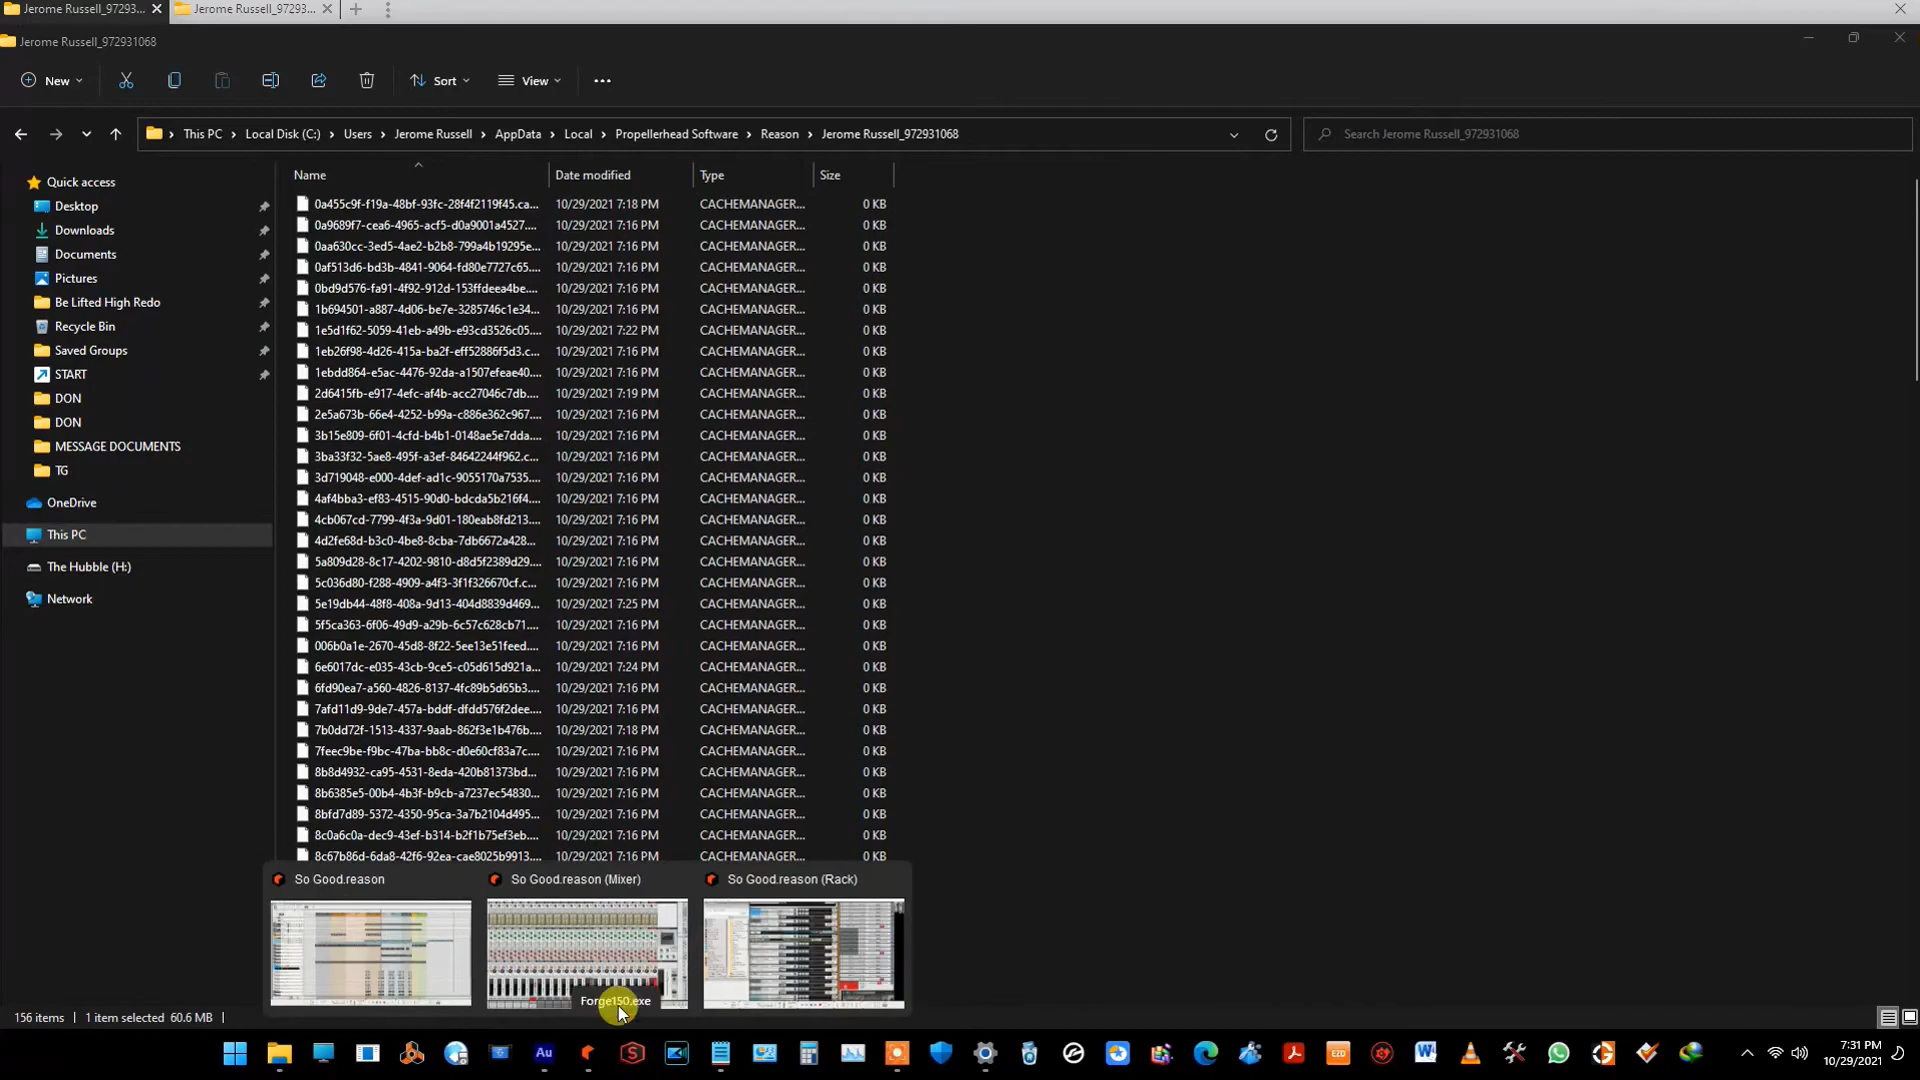 Jerome Russell_97293...
Jerome Russell_97293...
Jerome Russell_972931068
New
Sort
View
This PC > Local Disk (C:) > Users > Jerome Russell > AppData > Local > Propellerhead Software > Reason > Jerome Russell_972931068
Search Jerome Russell_972931068
Name Date modified Type Size
Quick access
Desktop
Downloads
Documents
Pictures
Be Lifted High Redo
Recycle Bin
Saved Groups
START
DON
DON
MESSAGE DOCUMENTS
TG
OneDrive
This PC
The Hubble (H:)
Network
0a455c9f-f19a-48bf-93fc-28f4f2119f45.ca... 10/29/2021 7:18 PM CACHEMANAGER... 0 KB
0a9689f7-cea6-4965-acf5-d0a9001a4527.... 10/29/2021 7:16 PM CACHEMANAGER... 0 KB
0aa630cc-3ed5-4ae2-b2b8-799a4b19295e... 10/29/2021 7:16 PM CACHEMANAGER... 0 KB
0af513d6-bd3b-4841-9064-fd80e7727c65.... 10/29/2021 7:16 PM CACHEMANAGER... 0 KB
0bd9d576-fa91-4f92-912d-153ffdeea4be.... 10/29/2021 7:16 PM CACHEMANAGER... 0 KB
1b694501-a887-4d06-be7e-3285746c1e34... 10/29/2021 7:16 PM CACHEMANAGER... 0 KB
1e5d1f62-5059-41eb-a49b-e93cd3526c05.... 10/29/2021 7:22 PM CACHEMANAGER... 0 KB
1eb26f98-4d26-415a-ba2f-eff52886f5d3.c... 10/29/2021 7:16 PM CACHEMANAGER... 0 KB
1ebdd864-e5ac-4476-92da-a1507efeae40.... 10/29/2021 7:16 PM CACHEMANAGER... 0 KB
2d6415fb-e917-4efc-af4b-acc27046c7db.... 10/29/2021 7:19 PM CACHEMANAGER... 0 KB
2e5a673b-66e4-4252-b99a-c886e362c967.... 10/29/2021 7:16 PM CACHEMANAGER... 0 KB
3b15e809-6f01-4cfd-b4b1-0148ae5e7dda.... 10/29/2021 7:16 PM CACHEMANAGER... 0 KB
3ba33f32-5ae8-495f-a3ef-84642244f962.c... 10/29/2021 7:16 PM CACHEMANAGER... 0 KB
3d719048-e000-4def-ad1c-9055170a7535.... 10/29/2021 7:16 PM CACHEMANAGER... 0 KB
4af4bba3-ef83-4515-90d0-bdcda5b216f4.... 10/29/2021 7:16 PM CACHEMANAGER... 0 KB
4cb067cd-7799-4f3a-9d01-180eab8fd213.... 10/29/2021 7:16 PM CACHEMANAGER... 0 KB
4d2fe68d-b3c0-4be8-8cba-7db6672a428... 10/29/2021 7:16 PM CACHEMANAGER... 0 KB
5a809d28-8c17-4202-9810-d8d5f2389d29.... 10/29/2021 7:16 PM CACHEMANAGER... 0 KB
5c036d80-f288-4909-a4f3-3f1f326670cf.c... 10/29/2021 7:16 PM CACHEMANAGER... 0 KB
5e19db44-48f8-408a-9d13-404d8839d469... 10/29/2021 7:25 PM CACHEMANAGER... 0 KB
5f5ca363-6f06-49d9-a29b-6c57c628cb71.... 10/29/2021 7:16 PM CACHEMANAGER... 0 KB
006b0a1e-2670-45d8-8f22-5ee13e51feed.... 10/29/2021 7:16 PM CACHEMANAGER... 0 KB
6e6017dc-e035-43cb-9ce5-c05d615d921a... 10/29/2021 7:24 PM CACHEMANAGER... 0 KB
6fd90ea7-a560-4826-8137-4fc89b5d65b3.... 10/29/2021 7:16 PM CACHEMANAGER... 0 KB
7afd11d9-9de7-457a-bddf-dfdd576f2dee.... 10/29/2021 7:16 PM CACHEMANAGER... 0 KB
7b0dd72f-1513-4337-9aab-862f3e1b476b.... 10/29/2021 7:18 PM CACHEMANAGER... 0 KB
7feec9be-f9bc-47ba-bb8c-d0e60cf83a7c.... 10/29/2021 7:16 PM CACHEMANAGER... 0 KB
8b8d4932-ca95-4531-8eda-420b81373bd... 10/29/2021 7:16 PM CACHEMANAGER... 0 KB
8b6385e5-00b4-4b3f-b9cb-a7237ec54830... 10/29/2021 7:16 PM CACHEMANAGER... 0 KB
8bfd7d89-5372-4350-95ca-3a7b2104d495... 10/29/2021 7:16 PM CACHEMANAGER... 0 KB
8c0a6c0a-dec9-43ef-b314-b2f1b75ef3eb.... 10/29/2021 7:16 PM CACHEMANAGER... 0 KB
8c67b86d-6da8-42f6-92ea-cae8025b9913.... 10/29/2021 7:16 PM CACHEMANAGER... 0 KB
So Good.reason
So Good.reason (Mixer)
So Good.reason (Rack)
Forge150.exe
156 items 1 item selected 60.6 MB
Au
S
EZD
W
7:31 PM
10/29/2021